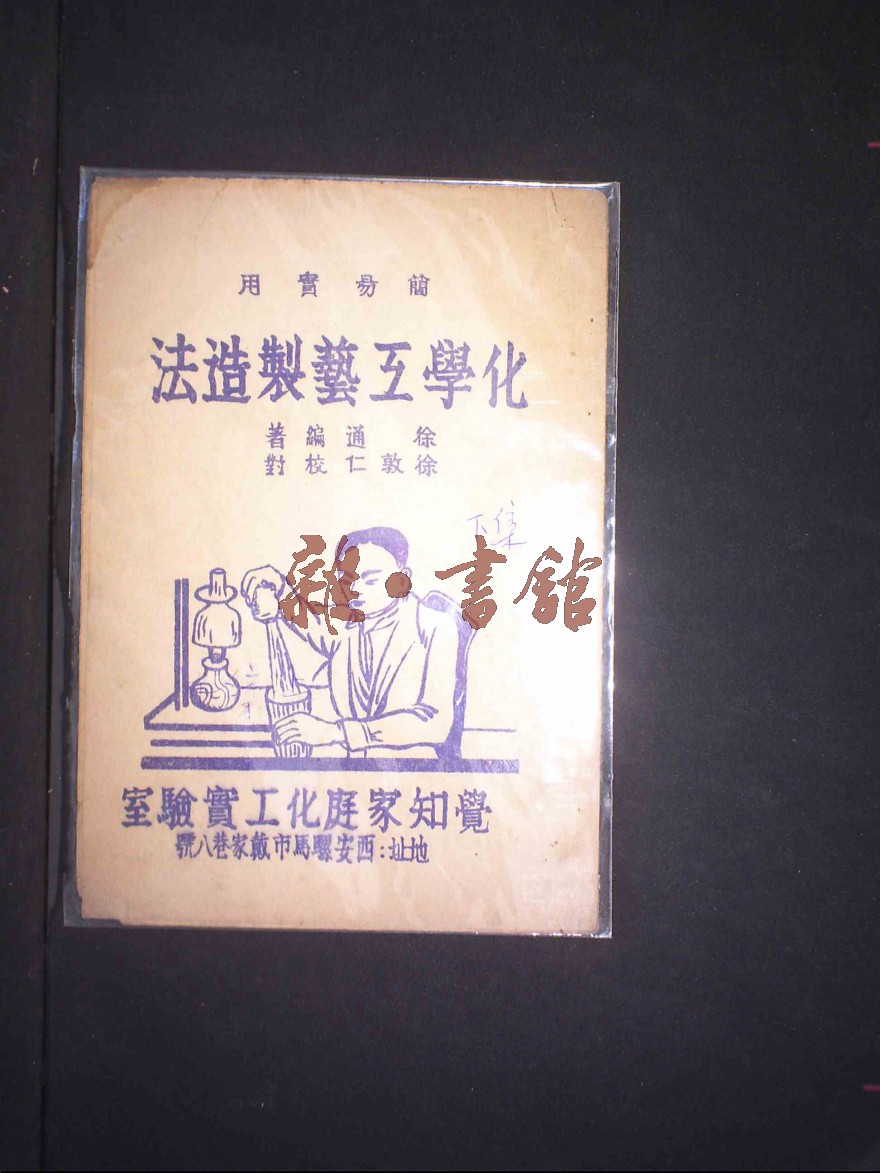 簡易實用
化學工藝製造法
徐通編著
徐敦仁校對
下集
雜·書館
覺知家庭化工實驗室
地址：西安騾馬市戴家巷八號